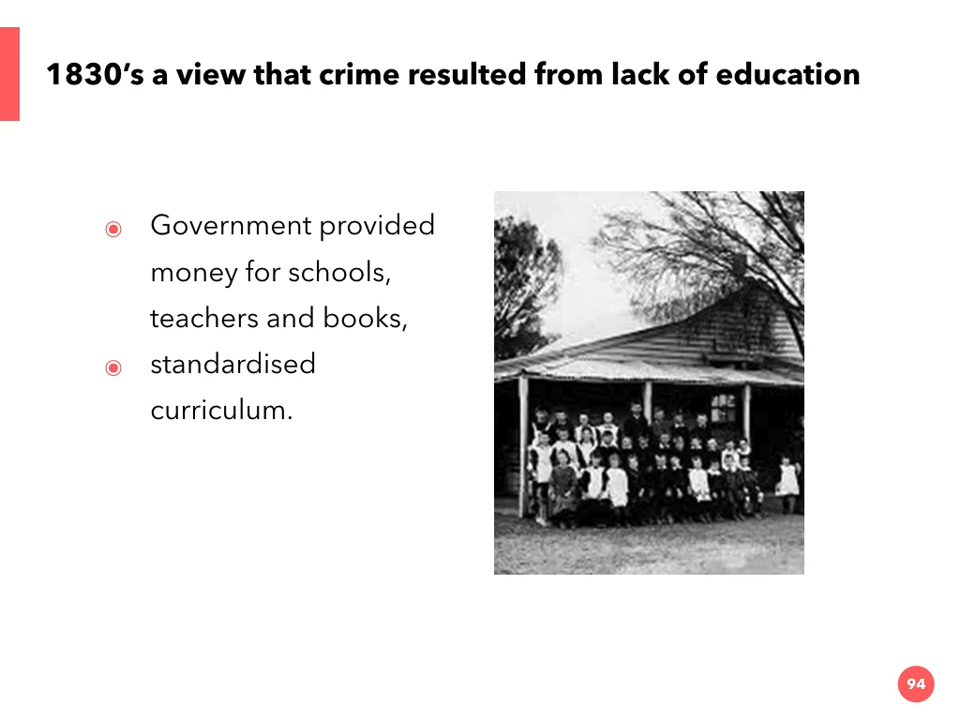 1830’s a view that crime resulted from lack of education
◉ Government provided
money for schools,
teachers and books,
◉ standardised
curriculum.
94